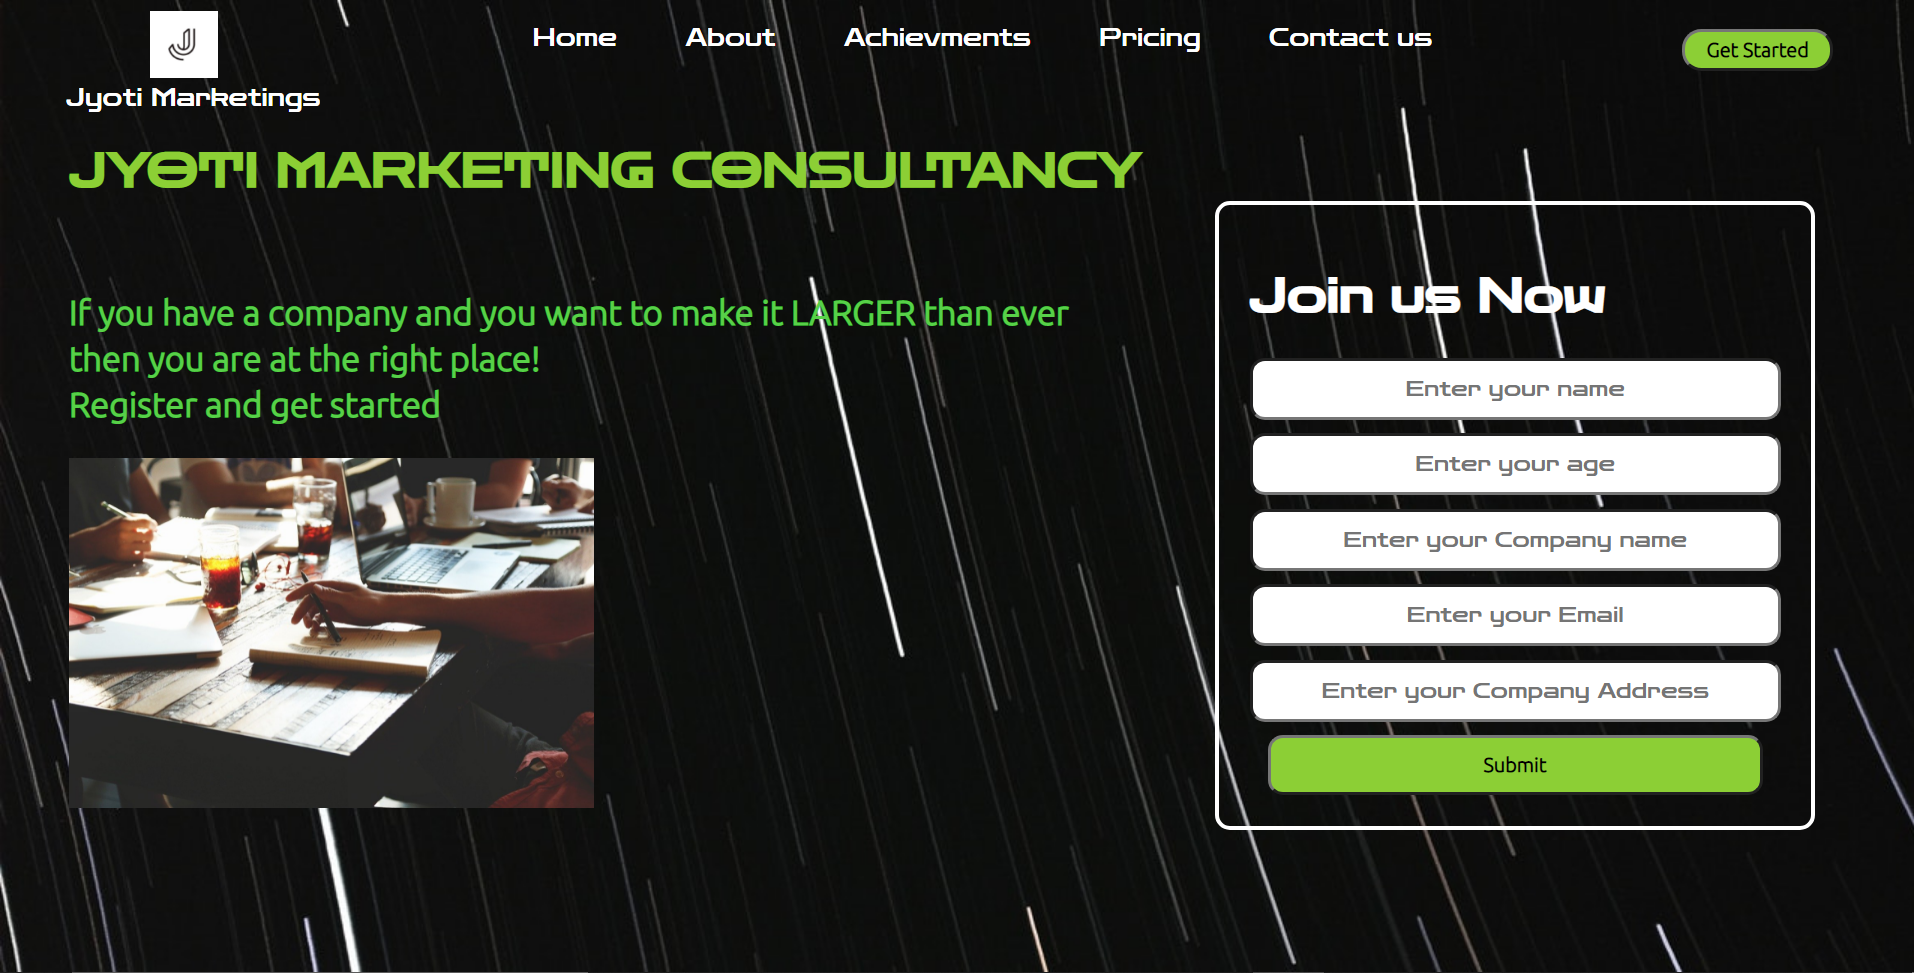 Home
About
Achievments
Pricing
Contact us
Get Started
Jyoti Marketings
JYOTI MARKETING CONSULTANCY
If you have a company and you want to make it LARGER than ever
then you are at the right place!
Register and get started
Join us Now
Enter your name
Enter your age
Enter your Company name
Enter your Email
Enter your Company Address
Submit